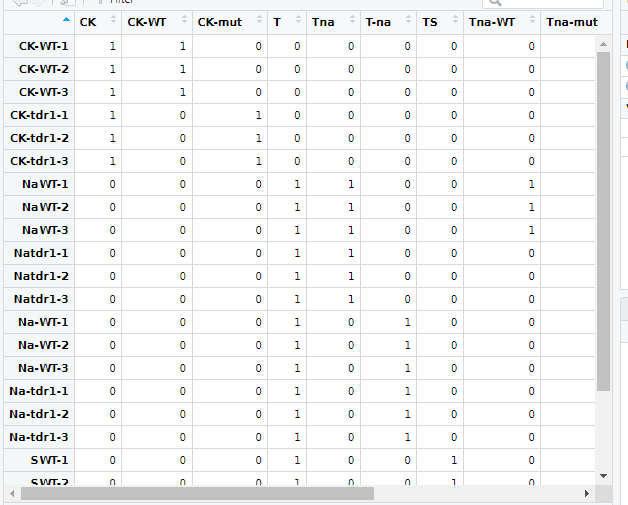 Filter
CK CK-WT CK-mut T Tna T-na TS Tna-WT Tna-mut
CK-WT-1 1 1 0 0 0 0 0 0
CK-WT-2 1 1 0 0 0 0 0 0
CK-WT-3 1 1 0 0 0 0 0 0
CK-tdr1-1 1 0 1 0 0 0 0 0
CK-tdr1-2 1 0 1 0 0 0 0 0
CK-tdr1-3 1 0 1 0 0 0 0 0
NaWT-1 0 0 0 1 1 0 0 1
NaWT-2 0 0 0 1 1 0 0 1
NaWT-3 0 0 0 1 1 0 0 1
Natdr1-1 0 0 0 1 1 0 0 0
Natdr1-2 0 0 0 1 1 0 0 0
Natdr1-3 0 0 0 1 1 0 0 0
Na-WT-1 0 0 0 1 0 1 0 0
Na-WT-2 0 0 0 1 0 1 0 0
Na-WT-3 0 0 0 1 0 1 0 0
Na-tdr1-1 0 0 0 1 0 1 0 0
Na-tdr1-2 0 0 0 1 0 1 0 0
Na-tdr1-3 0 0 0 1 0 1 0 0
SWT-1 0 0 0 1 0 0 1 0
SWT-2 0 0 0 1 0 0 1 0